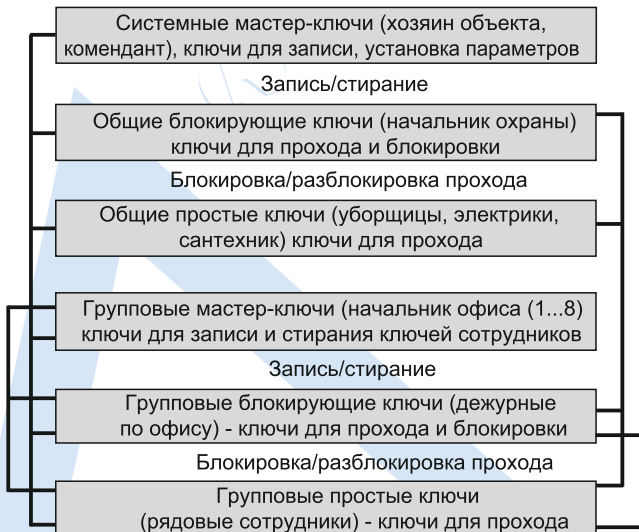 Системные мастер-ключи (хозяин объекта,
комендант), ключи для записи, установка параметров
Запись/стирание
Общие блокирующие ключи (начальник охраны)
ключи для прохода и блокировки
Блокировка/разблокировка прохода
Общие простые ключи (уборщицы, электрики,
сантехник) ключи для прохода
Групповые мастер-ключи (начальник офиса (1...8)
ключи для записи и стирания ключей сотрудников
Запись/стирание
Групповые блокирующие ключи (дежурные
по офису) - ключи для прохода и блокировки
Блокировка/разблокировка прохода
Групповые простые ключи
(рядовые сотрудники) - ключи для прохода